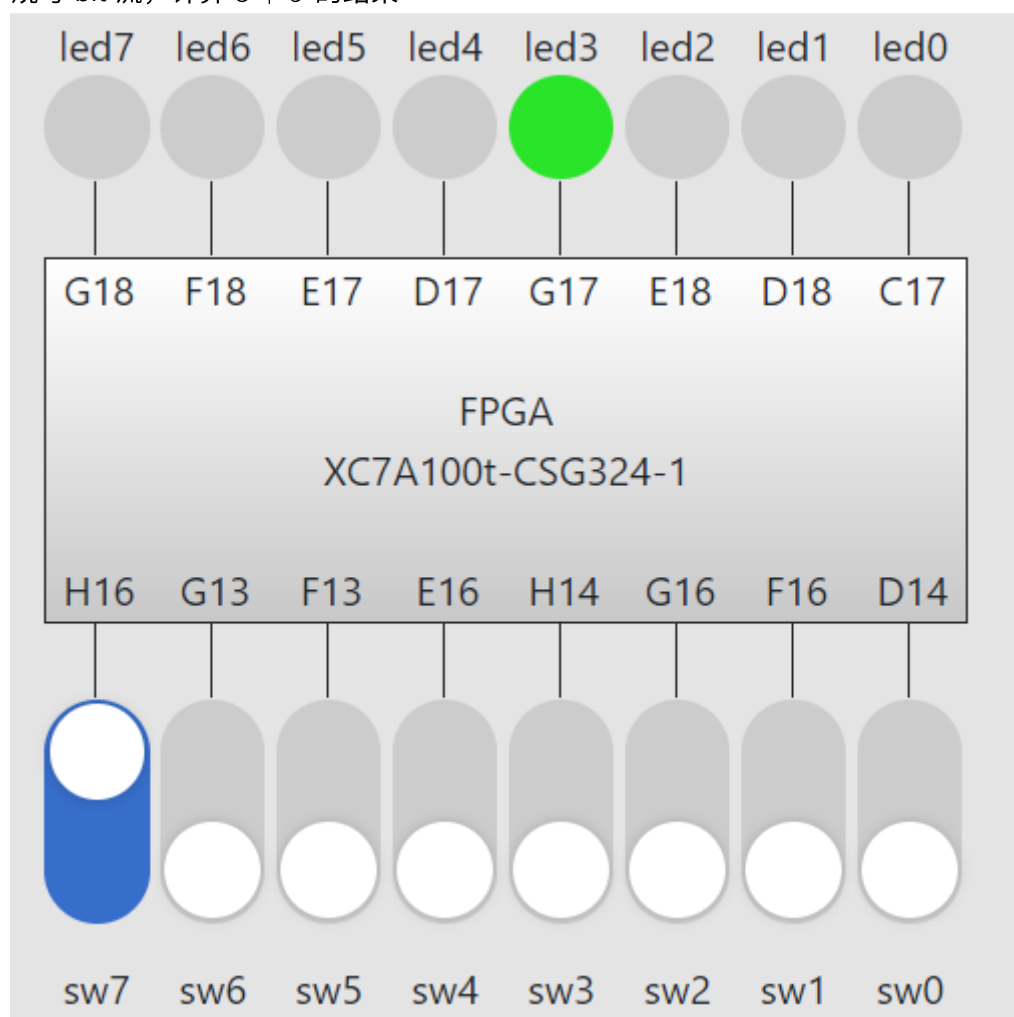 led7 led6 led5 led4 led3 led2 led1 led0
G18 F18 E17 D17 G17 E18 D18 C17
FPGA
XC7A100t-CSG324-1
H16 G13 F13 E16 H14 G16 F16 D14
sw7 sw6 sw5 sw4 sw3 sw2 sw1 sw0